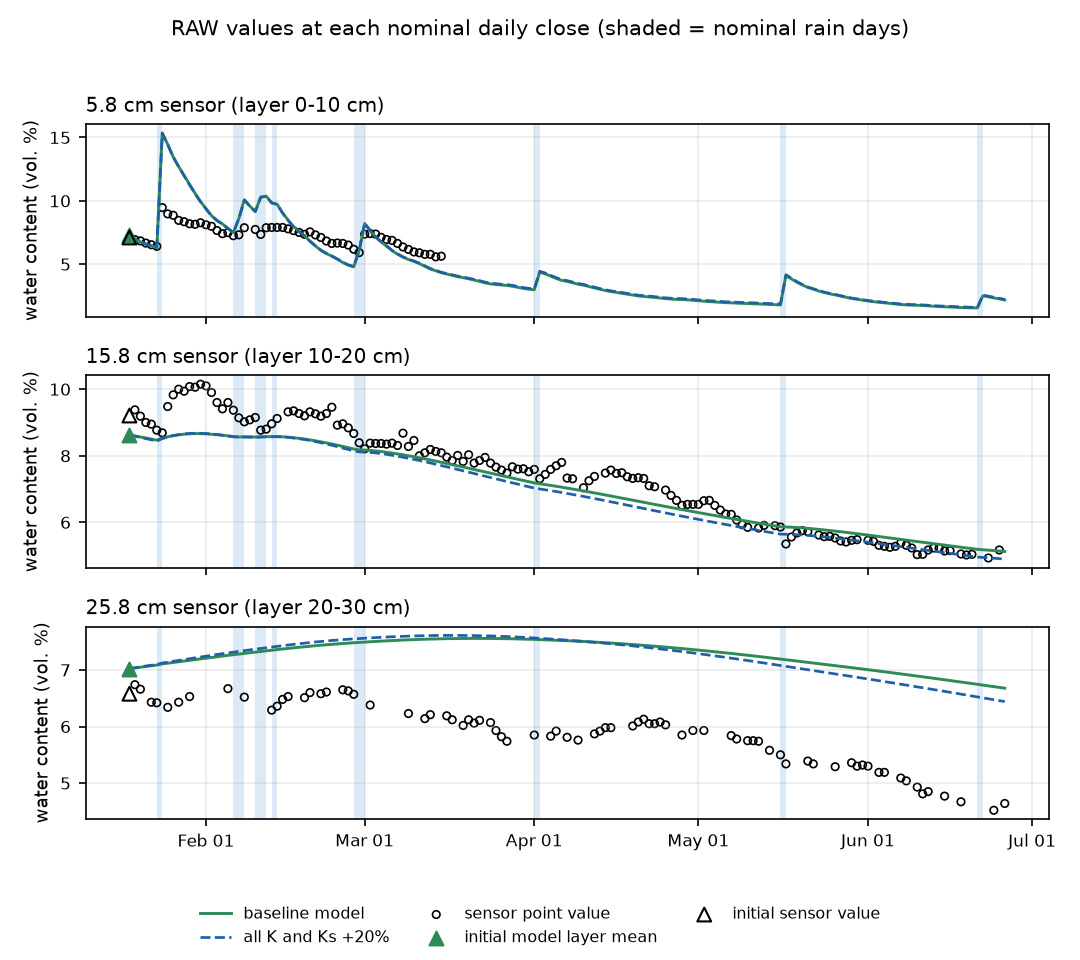 RAW values at each nominal daily close (shaded = nominal rain days)
5.8 cm sensor (layer 0-10 cm)
water content (vol. %)
15
10
5
15.8 cm sensor (layer 10-20 cm)
water content (vol. %)
10
8
6
25.8 cm sensor (layer 20-30 cm)
water content (vol. %)
7
6
5
Feb 01 Mar 01 Apr 01 May 01 Jun 01 Jul 01
baseline model sensor point value initial sensor value
all K and Ks +20% initial model layer mean